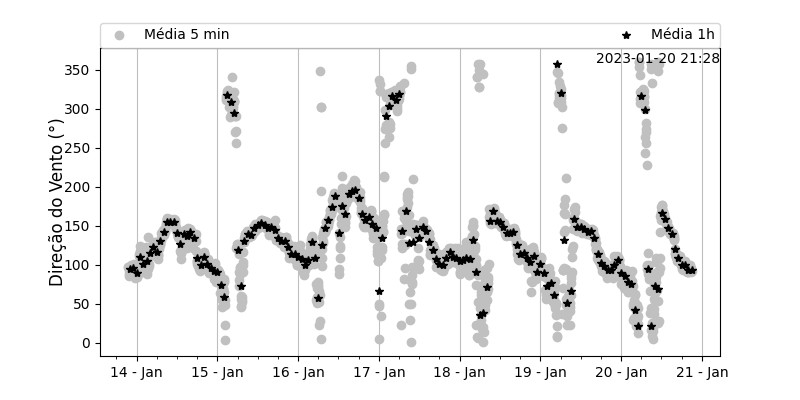 Média 5 min
Média 1h
2023-01-20 21:28
Direção do Vento (°)
350
300
250
200
150
100
50
0
14 - Jan
15 - Jan
16 - Jan
17 - Jan
18 - Jan
19 - Jan
20 - Jan
21 - Jan